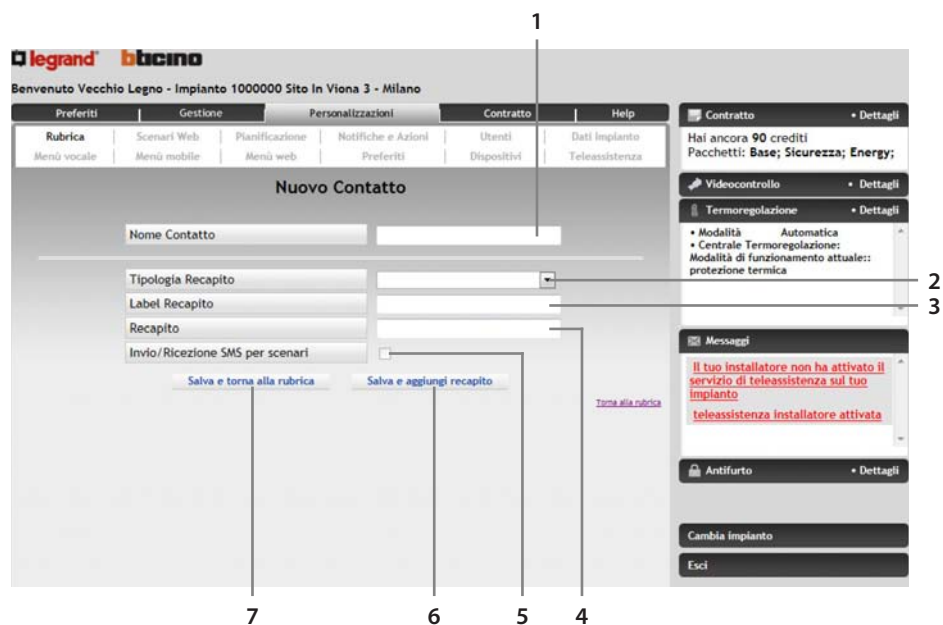 1
legrand bticino
Benvenuto Vecchio Legno - Impianto 1000000 Sito In Viona 3 - Milano
Preferiti Gestione Personalizzazioni Contratto Help
Rubrica Scenari Web Pianificazione Notifiche e Azioni Utenti Dati Impianto
Menù vocale Menù mobile Menù web Preferiti Dispositivi Teleassistenza
Nuovo Contatto
Nome Contatto
Tipologia Recapito
Label Recapito
Recapito
Invio/Ricezione SMS per scenari
Salva e torna alla rubrica Salva e aggiungi recapito
Torna alla rubrica
Contratto • Dettagli
Hai ancora 90 crediti
Pacchetti: Base; Sicurezza; Energy;
Videocontrollo • Dettagli
Termoregolazione • Dettagli
• Modalità Automatica
• Centrale Termoregolazione:
Modalità di funzionamento attuale::
protezione termica
2
3
Messaggi
Il tuo installatore non ha attivato il
servizio di teleassistenza sul tuo
impianto
teleassistenza installatore attivata
Antifurto • Dettagli
Cambia impianto
Esci
7 6 5 4